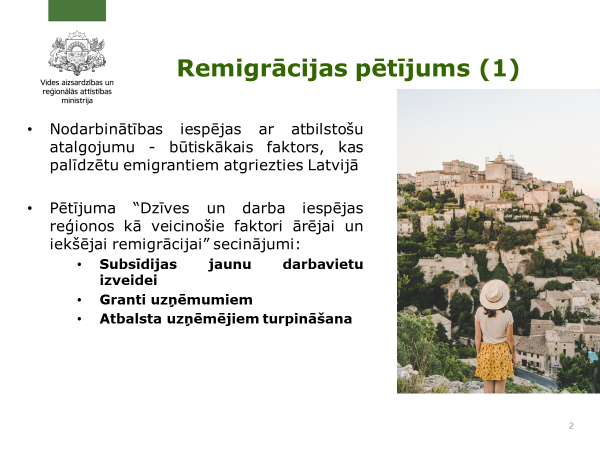 Vides aizsardzības un
reģionālās attīstības
ministrija
Remigrācijas pētījums (1)
• Nodarbinātības iespējas ar atbilstošu
atalgojumu - būtiskākais faktors, kas
palīdzētu emigrantiem atgriezties Latvijā
• Pētījuma “Dzīves un darba iespējas
reģionos kā veicinošie faktori ārējai un
iekšējai remigrācijai” secinājumi:
• Subsīdijas jaunu darbavietu
izveidei
• Granti uzņēmumiem
• Atbalsta uzņēmējiem turpināšana
2